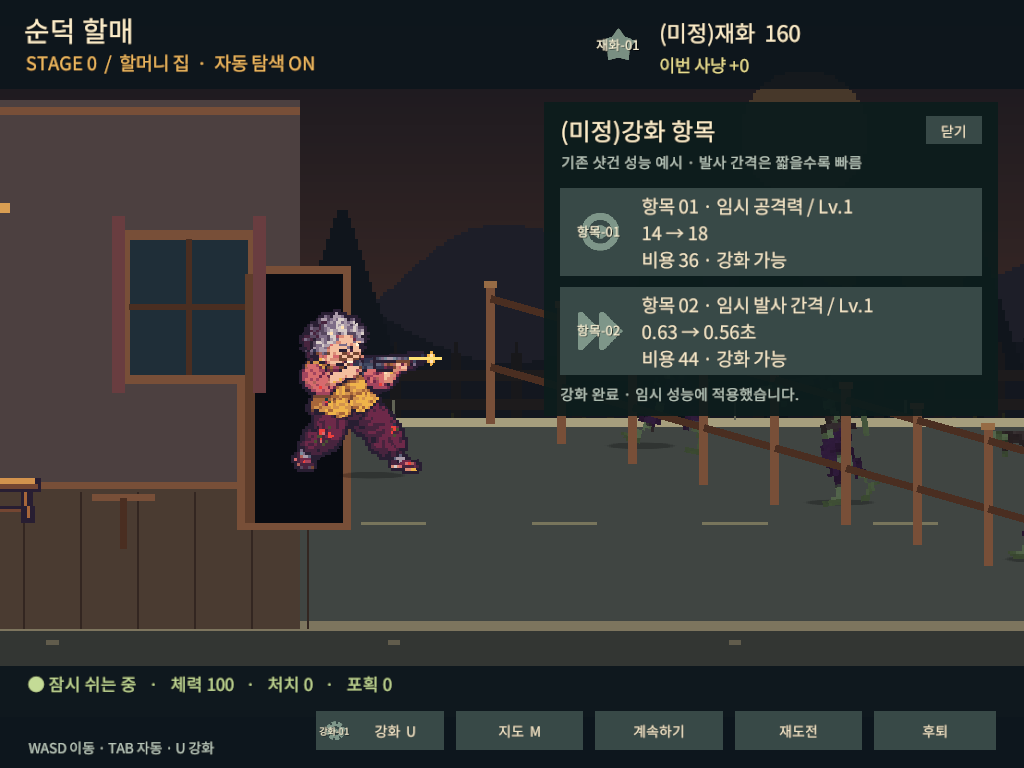 순덕 할매
STAGE 0 / 할머니 집 · 자동 탐색 ON
재화-01
(미정)재화 160
이번 사냥 +0
(미정)강화 항목
닫기
기존 샷건 성능 예시 · 발사 간격은 짧을수록 빠름
항목-01
항목 01 · 임시 공격력 / Lv.1
14 → 18
비용 36 · 강화 가능
항목-02
항목 02 · 임시 발사 간격 / Lv.1
0.63 → 0.56초
비용 44 · 강화 가능
강화 완료 · 임시 성능에 적용했습니다.
잠시 쉬는 중 · 체력 100 · 처치 0 · 포획 0
WASD 이동 · TAB 자동 · U 강화
강화-01
강화 U
지도 M
계속하기
재도전
후퇴